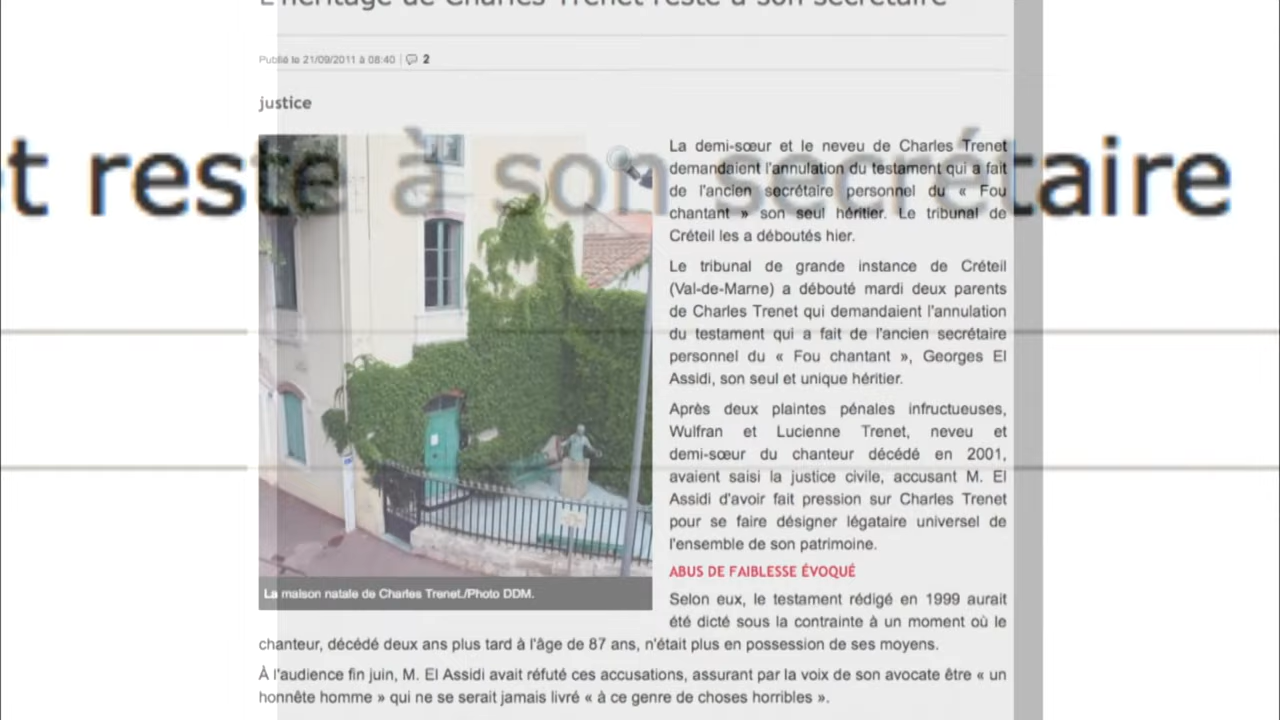 L'héritage de Charles Trenet reste à son secrétaire
Publié le 21/09/2011 à 08:40 | 2
justice
t reste à son secrétaire
La demi-sœur et le neveu de Charles Trenet
demandaient l'annulation du testament qui a fait
de l'ancien secrétaire personnel du « Fou
chantant » son seul héritier. Le tribunal de
Créteil les a déboutés hier.
Le tribunal de grande instance de Créteil
(Val-de-Marne) a débouté mardi deux parents
de Charles Trenet qui demandaient l'annulation
du testament qui a fait de l'ancien secrétaire
personnel du « Fou chantant », Georges El
Assidi, son seul et unique héritier.
Après deux plaintes pénales infructueuses,
Wulfran et Lucienne Trenet, neveu et
demi-sœur du chanteur décédé en 2001,
avaient saisi la justice civile, accusant M. El
Assidi d'avoir fait pression sur Charles Trenet
pour se faire désigner légataire universel de
l'ensemble de son patrimoine.
ABUS DE FAIBLESSE ÉVOQUÉ
La maison natale de Charles Trenet./Photo DDM.
Selon eux, le testament rédigé en 1999 aurait
été dicté sous la contrainte à un moment où le
chanteur, décédé deux ans plus tard à l'âge de 87 ans, n'était plus en possession de ses moyens.
À l'audience fin juin, M. El Assidi avait réfuté ces accusations, assurant par la voix de son avocate être « un
honnête homme » qui ne se serait jamais livré « à ce genre de choses horribles ».